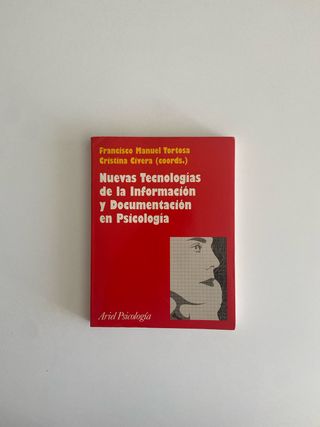 Francisco Manuel Tortosa
Cristina Civera (coords.)
Nuevas Tecnologías
de la Información
y Documentación
en Psicología
Ariel Psicología